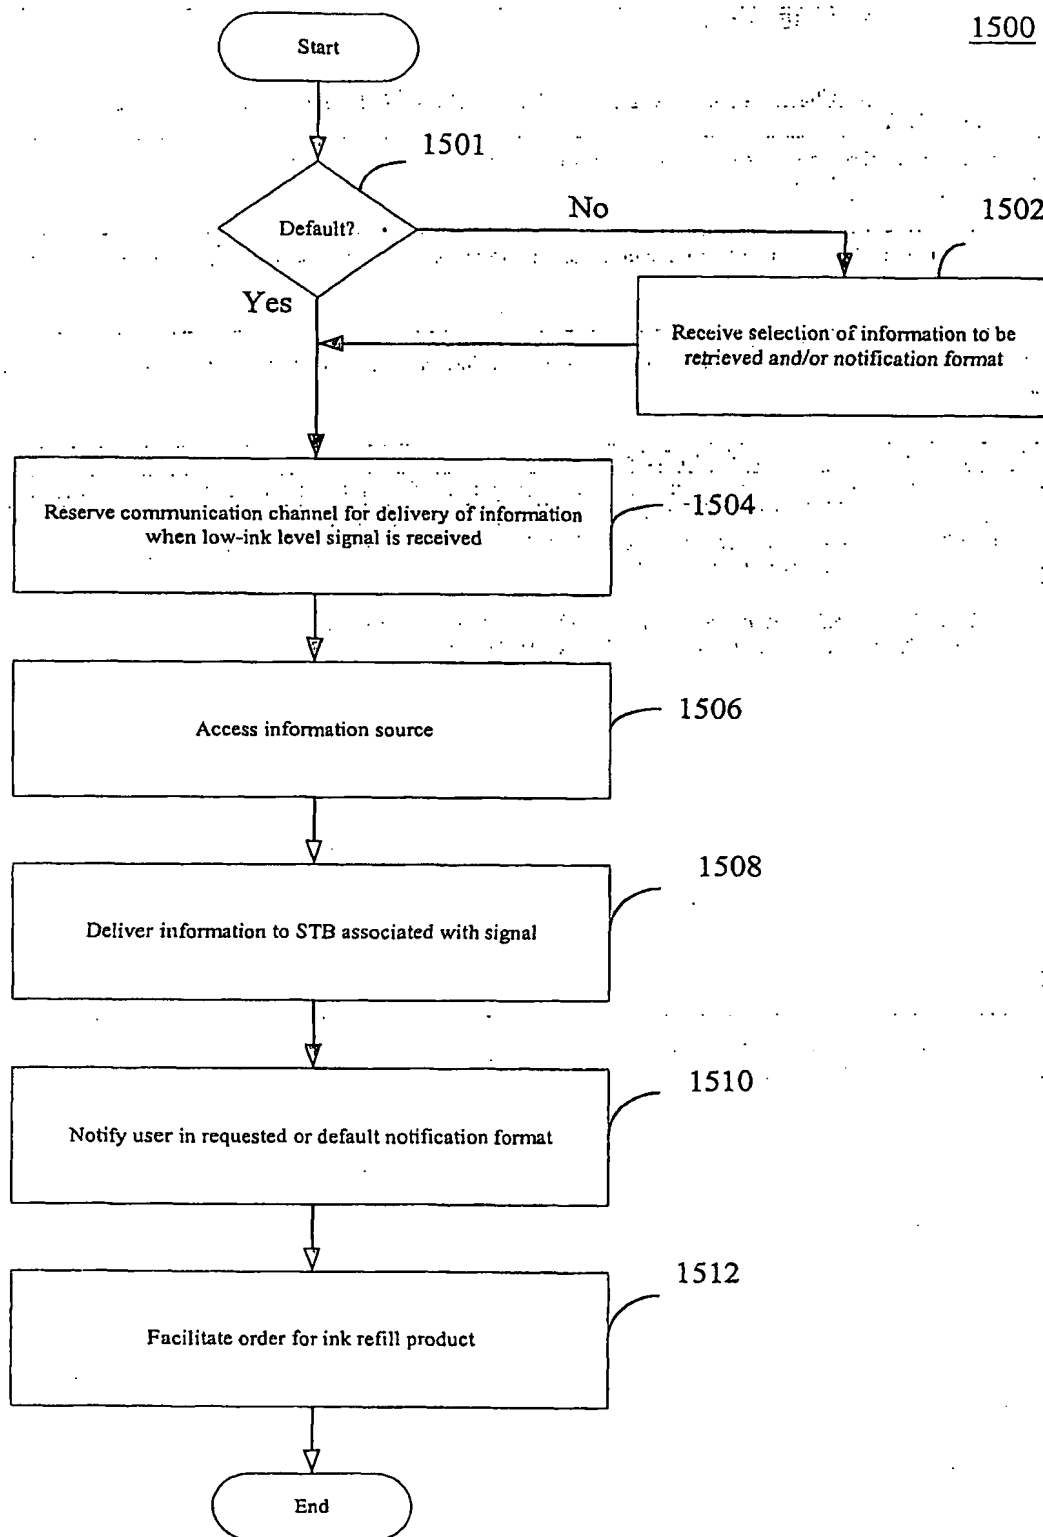 1500
Start
1501
Default?
No
1502
Yes
Receive selection of information to be
retrieved and/or notification format
Reserve communication channel for delivery of information
when low-ink level signal is received
1504
Access information source
1506
Deliver information to STB associated with signal
1508
Notify user in requested or default notification format
1510
Facilitate order for ink refill product
1512
End